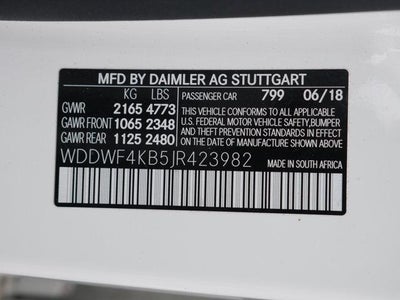 MFD BY DAIMLER AG STUTTGART
KG LBS PASSENGER CAR 799 06/18
GVWR 2165 4773
GAWR FRONT 1065 2348
GAWR REAR 1125 2480
THIS VEHICLE CONFORMS TO ALL APPLICABLE
U.S. FEDERAL MOTOR VEHICLE SAFETY, BUMPER,
AND THEFT PREVENTION STANDARDS IN EFFECT
ON THE DATE OF MANUFACTURE SHOWN ABOVE.
WDDWF4KB5JR423982 MADE IN SOUTH AFRICA